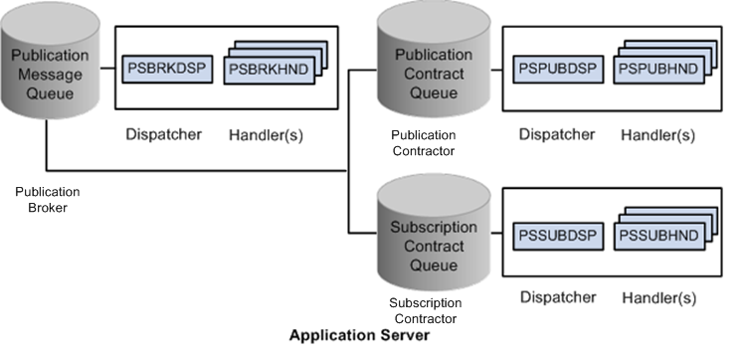 Publication
Message
Queue
PSBRKDSP
PSBRKHND
Dispatcher
Handler(s)
Publication
Broker
Publication
Contract
Queue
PSPUBDSP
PSPUBHND
Publication
Contractor
Dispatcher
Handler(s)
Subscription
Contract
Queue
PSSUBDSP
PSSUBHND
Subscription
Contractor
Dispatcher
Handler(s)
Application Server